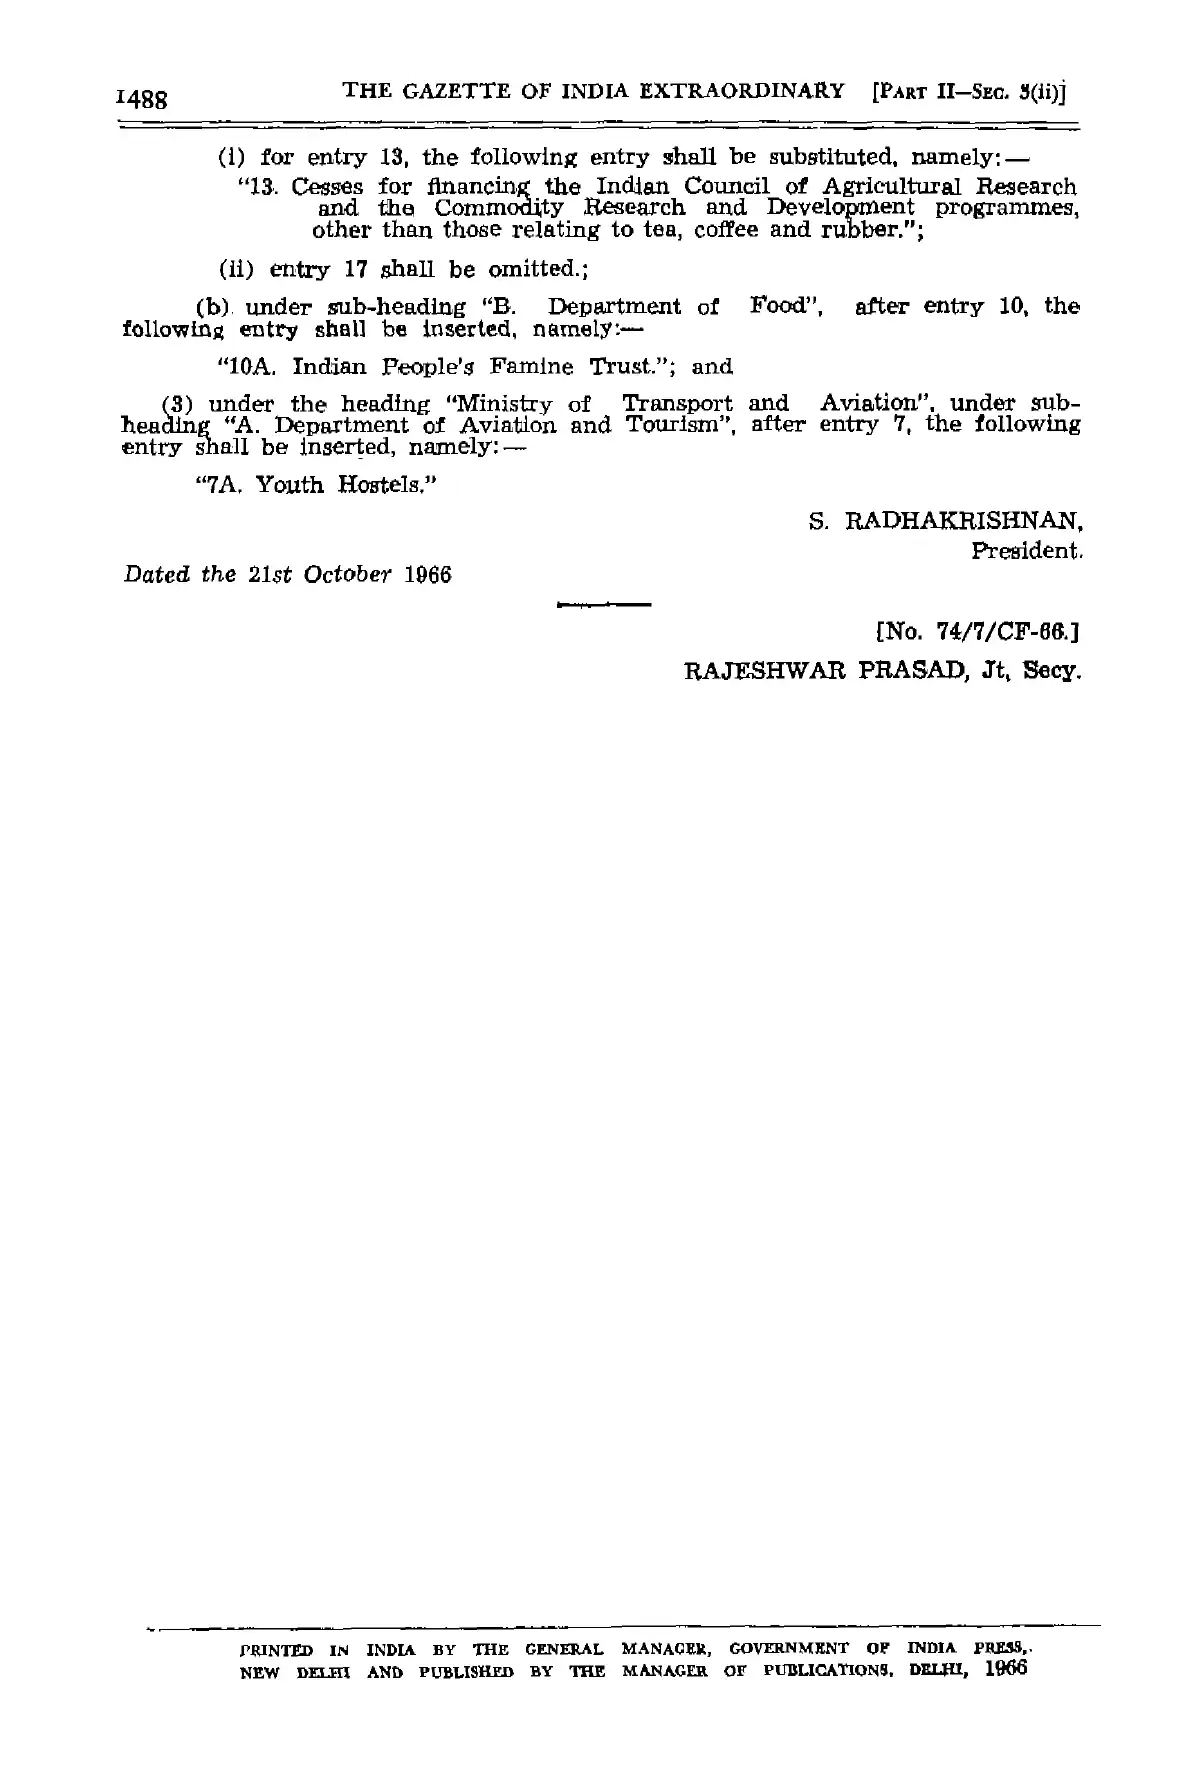 1488 THE GAZETTE OF INDIA EXTRAORDINARY [PART II—SEC. 3(ii)]
(i) for entry 13, the following entry shall be substituted, namely:—
“13. Cesses for financing the Indian Council of Agricultural Research
and the Commodity Research and Development programmes,
other than those relating to tea, coffee and rubber.”;
(ii) entry 17 shall be omitted.;
(b) under sub-heading “B. Department of Food”, after entry 10, the
following entry shall be inserted, namely:—
“10A. Indian People's Famine Trust.”; and
(3) under the heading “Ministry of Transport and Aviation”, under sub-
heading “A. Department of Aviation and Tourism”, after entry 7, the following
entry shall be inserted, namely:—
“7A. Youth Hostels.”
S. RADHAKRISHNAN,
President.
Dated the 21st October 1966
[No. 74/7/CF-66.]
RAJESHWAR PRASAD, Jt. Secy.
PRINTED IN INDIA BY THE GENERAL MANAGER, GOVERNMENT OF INDIA PRESS,
NEW DELHI AND PUBLISHED BY THE MANAGER OF PUBLICATIONS, DELHI, 1966